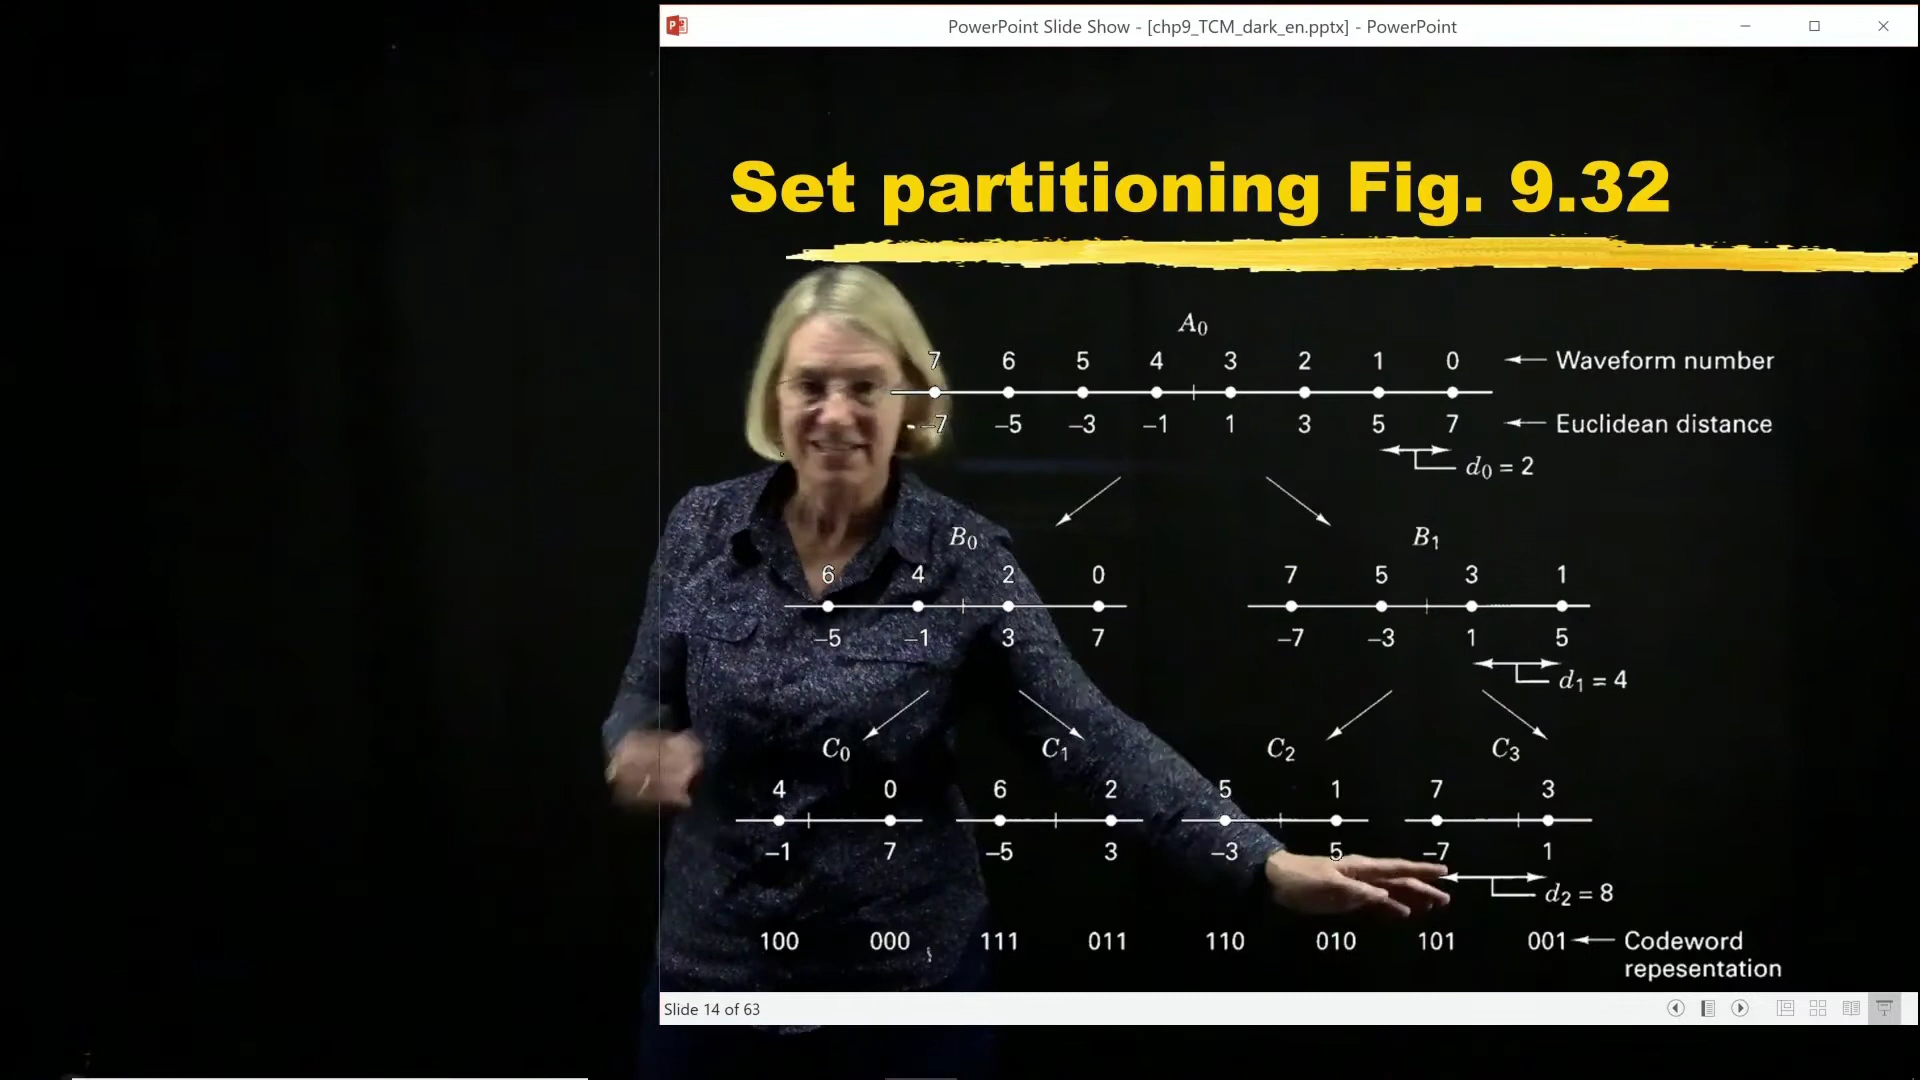 PowerPoint Slide Show - [chp9_TCM_dark_en.pptx] - PowerPoint
Set partitioning Fig. 9.32
A0
7 6 5 4 3 2 1 0 Waveform number
–7 –5 –3 –1 1 3 5 7 Euclidean distance
d0 = 2
B0 B1
6 4 2 0 7 5 3 1
–5 –1 3 7 –7 –3 1 5
d1 = 4
C0 C1 C2 C3
4 0 6 2 5 1 7 3
–1 7 –5 3 –3 5 –7 1
d2 = 8
100 000 111 011 110 010 101 001 Codeword
repesentation
Slide 14 of 63